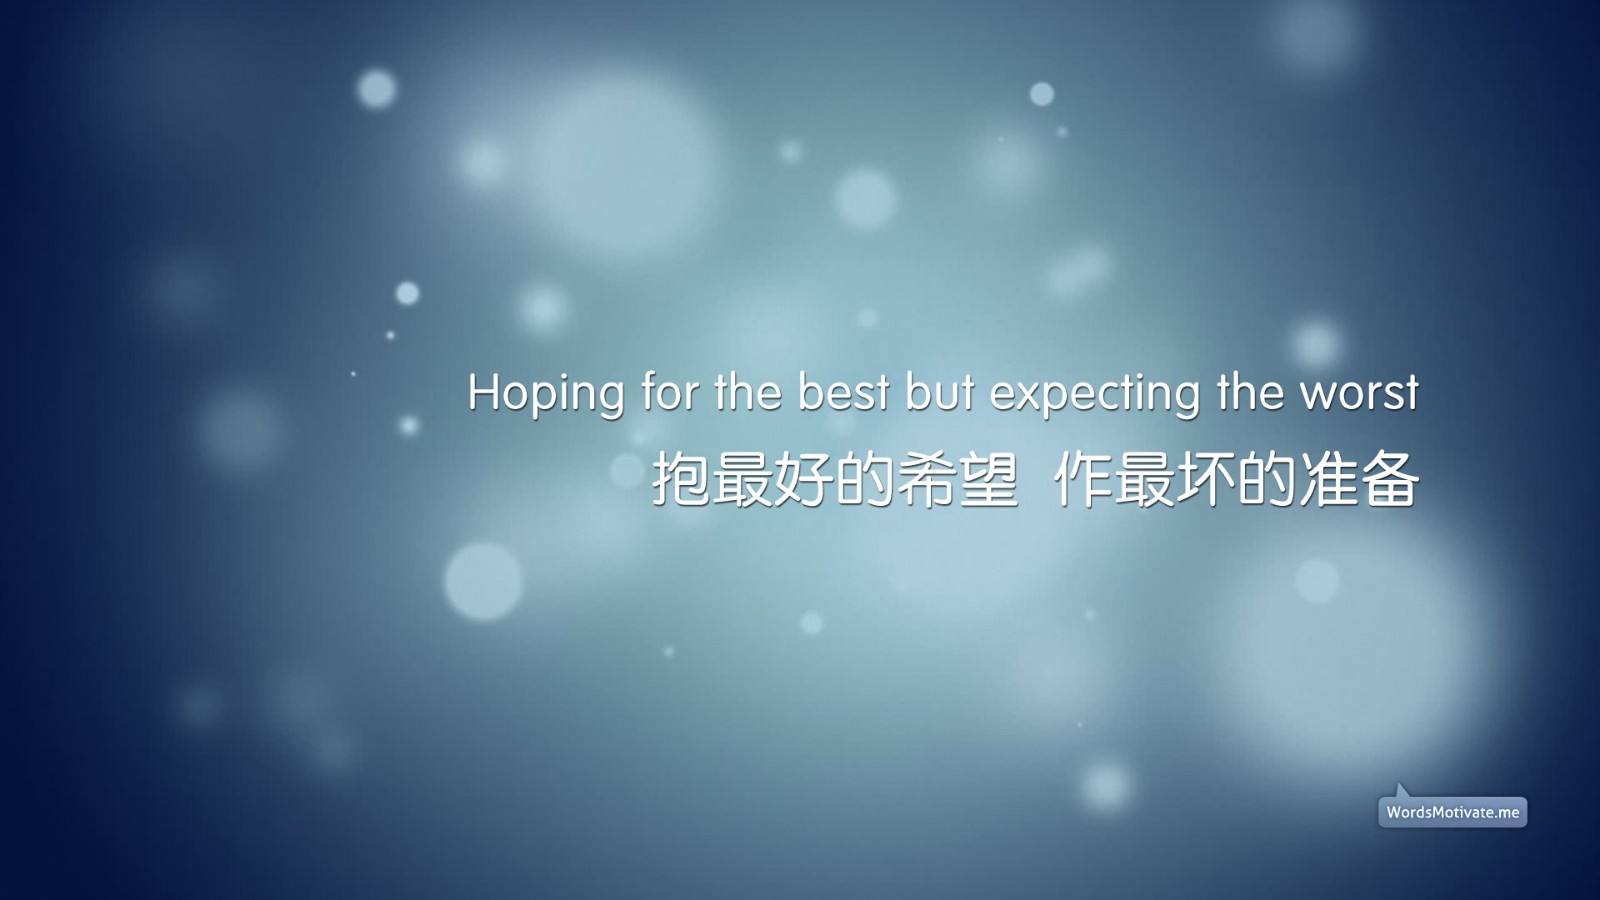 Hoping for the best but expecting the worst
抱最好的希望 作最坏的准备
WordsMotivate.me